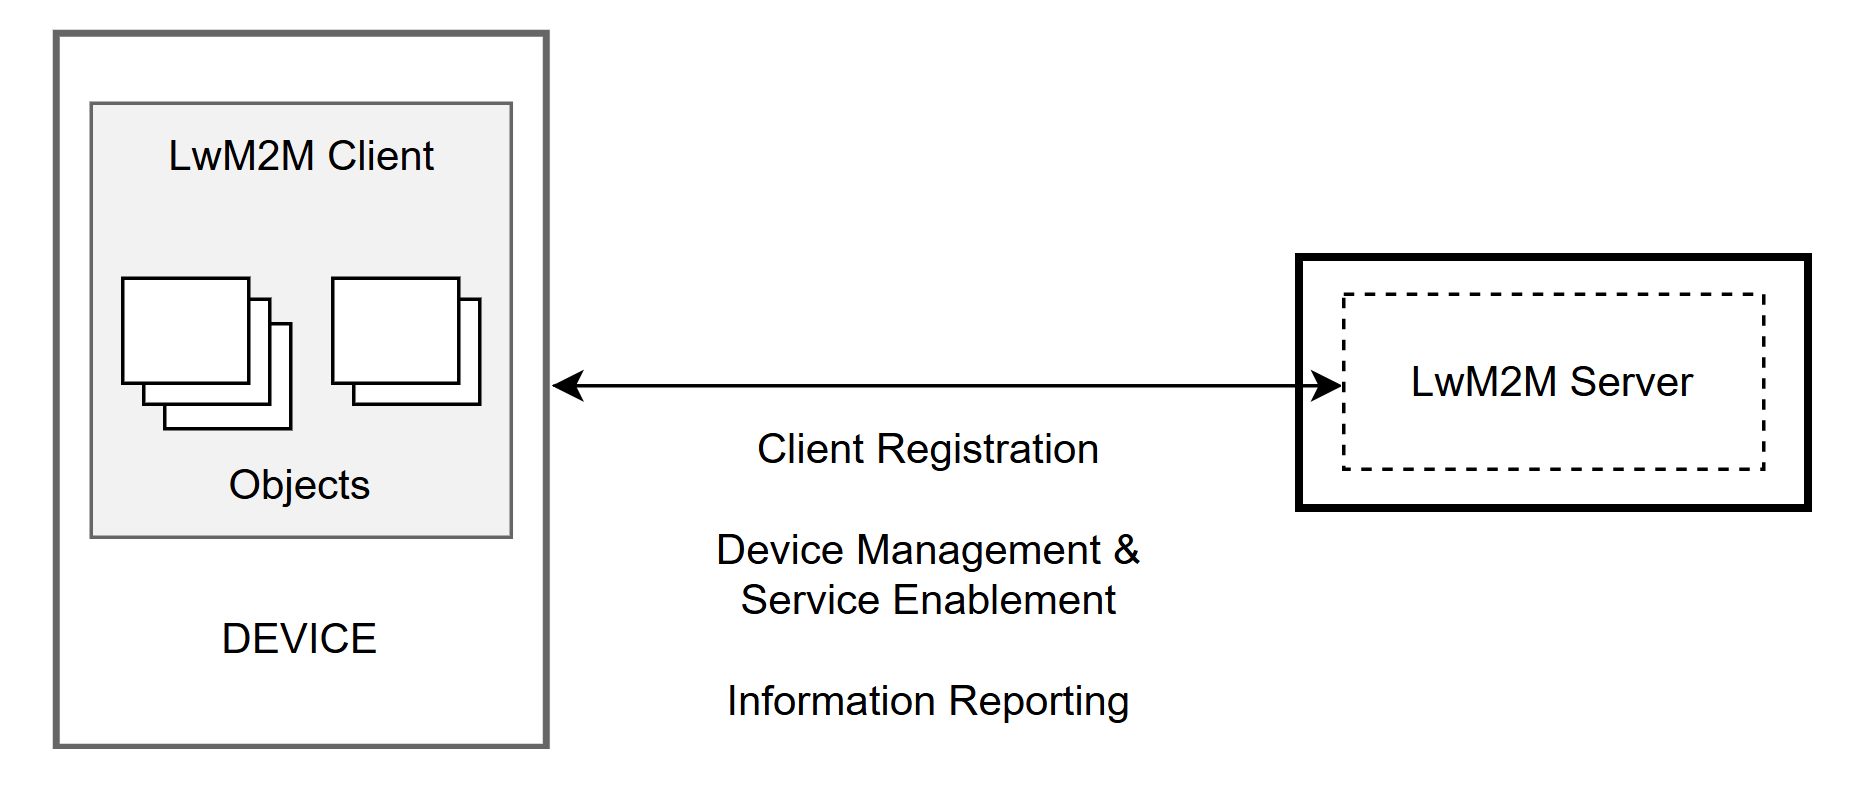 LwM2M Client
Objects
DEVICE
Client Registration
Device Management &
Service Enablement
Information Reporting
LwM2M Server